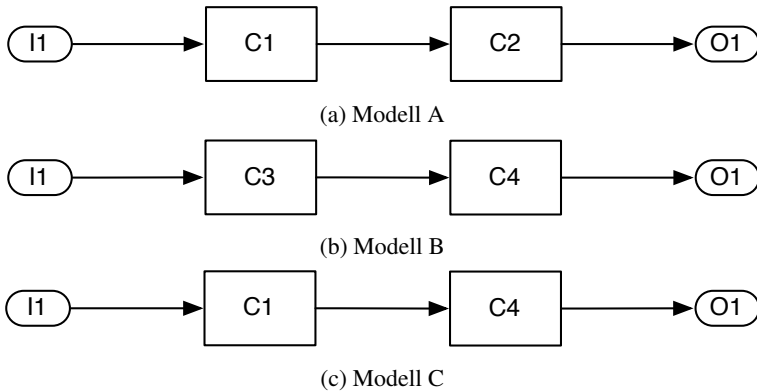 I1 C1 C2 O1
(a) Modell A
I1 C3 C4 O1
(b) Modell B
I1 C1 C4 O1
(c) Modell C